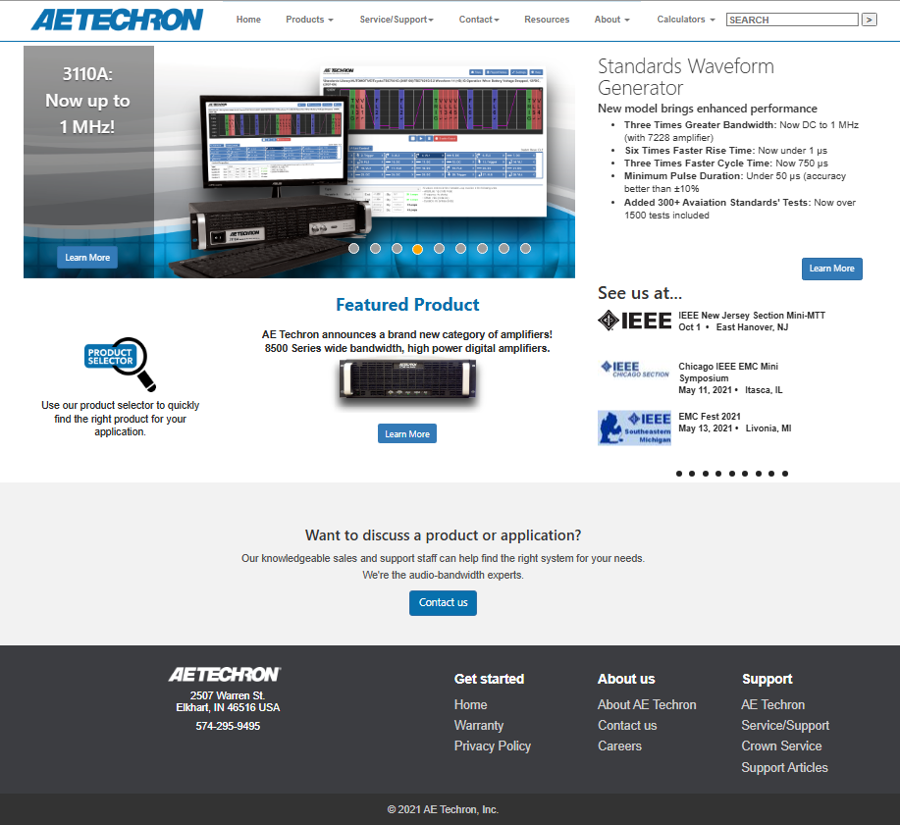 AE TECHRON
Home
Products
Service/Support
Contact
Resources
About
Calculators
SEARCH
>
3110A:
Now up to
1 MHz!
Learn More
AE TECHRON
Standards Waveform
Generator
New model brings enhanced performance
Three Times Greater Bandwidth: Now DC to 1 MHz
(with 7228 amplifier)
Six Times Faster Rise Time: Now under 1 µs
Three Times Faster Cycle Time: Now 750 µs
Minimum Pulse Duration: Under 50 µs (accuracy
better than ±10%
Added 300+ Avaiation Standards' Tests: Now over
1500 tests included
Learn More
Featured Product
AE Techron announces a brand new category of amplifiers!
8500 Series wide bandwidth, high power digital amplifiers.
Learn More
PRODUCT
SELECTOR
Use our product selector to quickly
find the right product for your
application.
See us at...
IEEE
IEEE New Jersey Section Mini-MTT
Oct 1 • East Hanover, NJ
IEEE
CHICAGO SECTION
Chicago IEEE EMC Mini
Symposium
May 11, 2021 • Itasca, IL
IEEE
Southeastern
Michigan
EMC Fest 2021
May 13, 2021 • Livonia, MI
Want to discuss a product or application?
Our knowledgeable sales and support staff can help find the right system for your needs.
We're the audio-bandwidth experts.
Contact us
AE TECHRON
2507 Warren St.
Elkhart, IN 46516 USA
574-295-9495
Get started
Home
Warranty
Privacy Policy
About us
About AE Techron
Contact us
Careers
Support
AE Techron
Service/Support
Crown Service
Support Articles
© 2021 AE Techron, Inc.